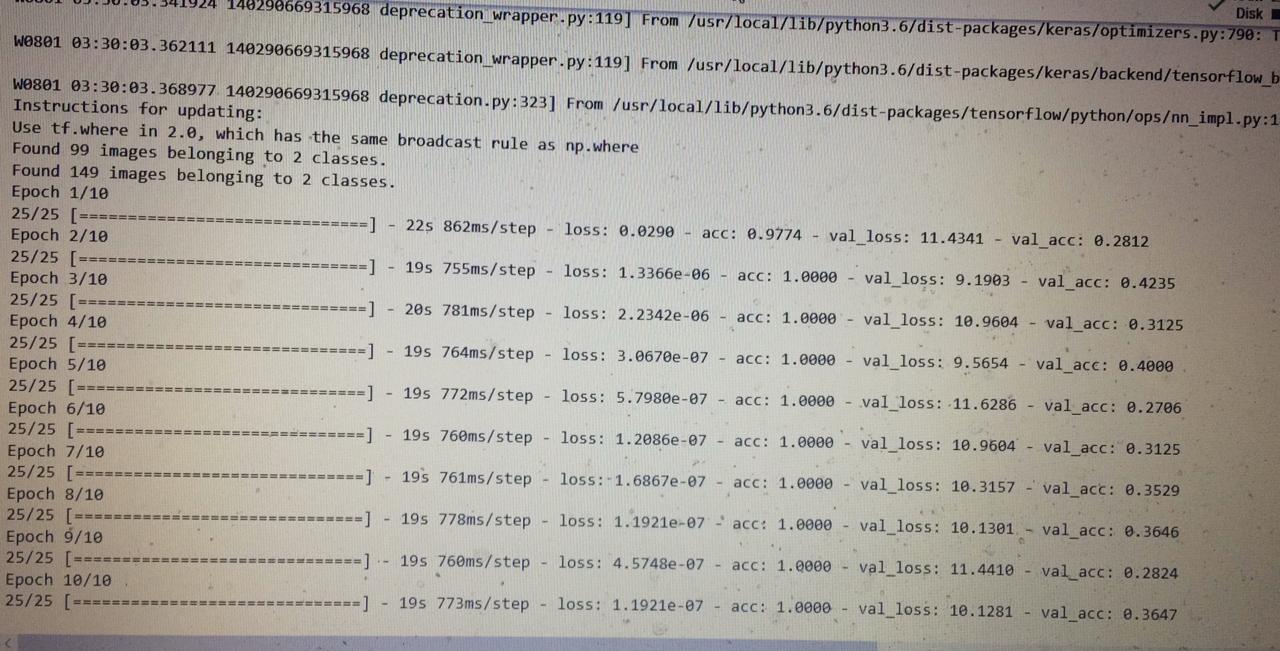 Disk
deprecation_wrapper.py:119] From /usr/local/lib/python3.6/dist-packages/keras/optimizers.py:790: T
W0801 03:30:03.362111 140290669315968 deprecation_wrapper.py:119] From /usr/local/lib/python3.6/dist-packages/keras/backend/tensorflow_b
W0801 03:30:03.368977 140290669315968 deprecation.py:323] From /usr/local/lib/python3.6/dist-packages/tensorflow/python/ops/nn_impl.py:1
Instructions for updating:
Use tf.where in 2.0, which has the same broadcast rule as np.where
Found 99 images belonging to 2 classes.
Found 149 images belonging to 2 classes.
Epoch 1/10
25/25 [==============================] - 22s 862ms/step - loss: 0.0290 - acc: 0.9774 - val_loss: 11.4341 - val_acc: 0.2812
Epoch 2/10
25/25 [==============================] - 19s 755ms/step - loss: 1.3366e-06 - acc: 1.0000 - val_loss: 9.1903 - val_acc: 0.4235
Epoch 3/10
25/25 [==============================] - 20s 781ms/step - loss: 2.2342e-06 - acc: 1.0000 - val_loss: 10.9604 - val_acc: 0.3125
Epoch 4/10
25/25 [==============================] - 19s 764ms/step - loss: 3.0670e-07 - acc: 1.0000 - val_loss: 9.5654 - val_acc: 0.4000
Epoch 5/10
25/25 [==============================] - 19s 772ms/step - loss: 5.7980e-07 - acc: 1.0000 - val_loss: 11.6286 - val_acc: 0.2706
Epoch 6/10
25/25 [==============================] - 19s 760ms/step - loss: 1.2086e-07 - acc: 1.0000 - val_loss: 10.9604 - val_acc: 0.3125
Epoch 7/10
25/25 [==============================] - 19s 761ms/step - loss: 1.6867e-07 - acc: 1.0000 - val_loss: 10.3157 - val_acc: 0.3529
Epoch 8/10
25/25 [==============================] - 19s 778ms/step - loss: 1.1921e-07 - acc: 1.0000 - val_loss: 10.1301 - val_acc: 0.3646
Epoch 9/10
25/25 [==============================] - 19s 760ms/step - loss: 4.5748e-07 - acc: 1.0000 - val_loss: 11.4410 - val_acc: 0.2824
Epoch 10/10
25/25 [==============================] - 19s 773ms/step - loss: 1.1921e-07 - acc: 1.0000 - val_loss: 10.1281 - val_acc: 0.3647